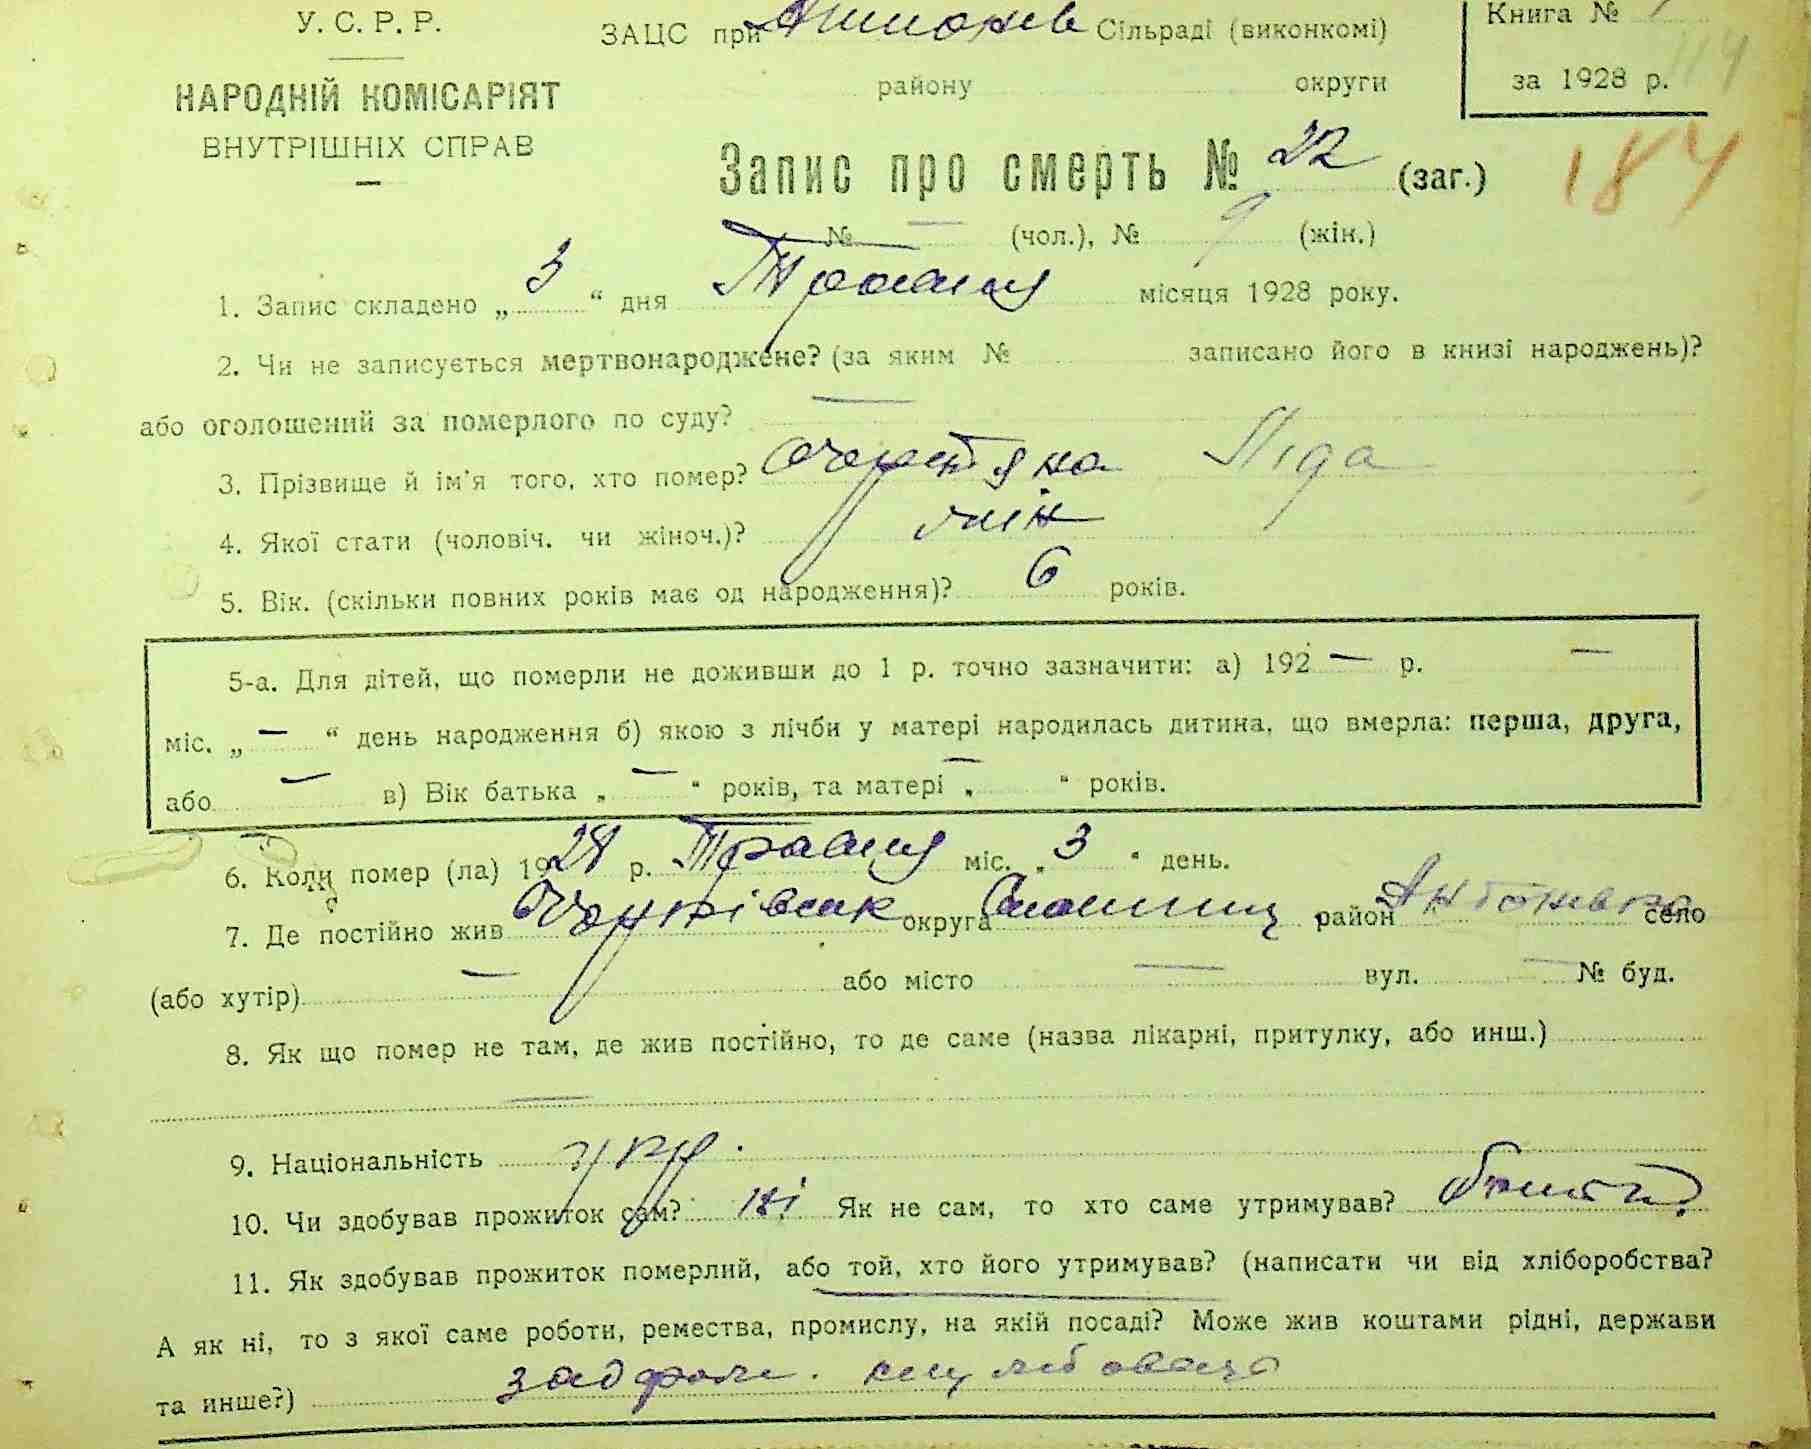 У. С. Р. Р.
НАРОДНІЙ КОМІСАРІЯТ
ВНУТРІШНІХ СПРАВ
ЗАЦС при Сільраді (виконкомі)
району округи
Книга №
за 1928 р.
114
184
Запис про смерть № 22 (заг.)
№ — (чол.), № 9 (жін.)
1. Запис складено „ 3 “ дня Травня місяця 1928 року.
2. Чи не записується мертвонароджене? (за яким № записано його в книзі народжень)?
або оголошений за померлого по суду? —
3. Прізвище й ім'я того, хто помер? Ліда
4. Якої стати (чоловіч. чи жіноч.)? жін
5. Вік. (скільки повних років має од народження)? 6 років.
5-а. Для дітей, що померли не доживши до 1 р. точно зазначити: а) 192 — р. —
міс. „ — “ день народження б) якою з лічби у матері народилась дитина, що вмерла: перша, друга,
або — в) Вік батька „ — “ років, та матері „ — “ років.
6. Коли помер (ла) 1928 р. Травня міс. „ 3 “ день.
7. Де постійно жив округа район Антонівка село
(або хутір) — або місто — вул. — № буд.
8. Як що помер не там, де жив постійно, то де саме (назва лікарні, притулку, або инш.)
—
9. Національність укр.
10. Чи здобував прожиток сам? ні Як не сам, то хто саме утримував?
11. Як здобував прожиток померлий, або той, хто його утримував? (написати чи від хліборобства?
А як ні, то з якої саме роботи, ремества, промислу, на якій посаді? Може жив коштами рідні, держави
та инше?)